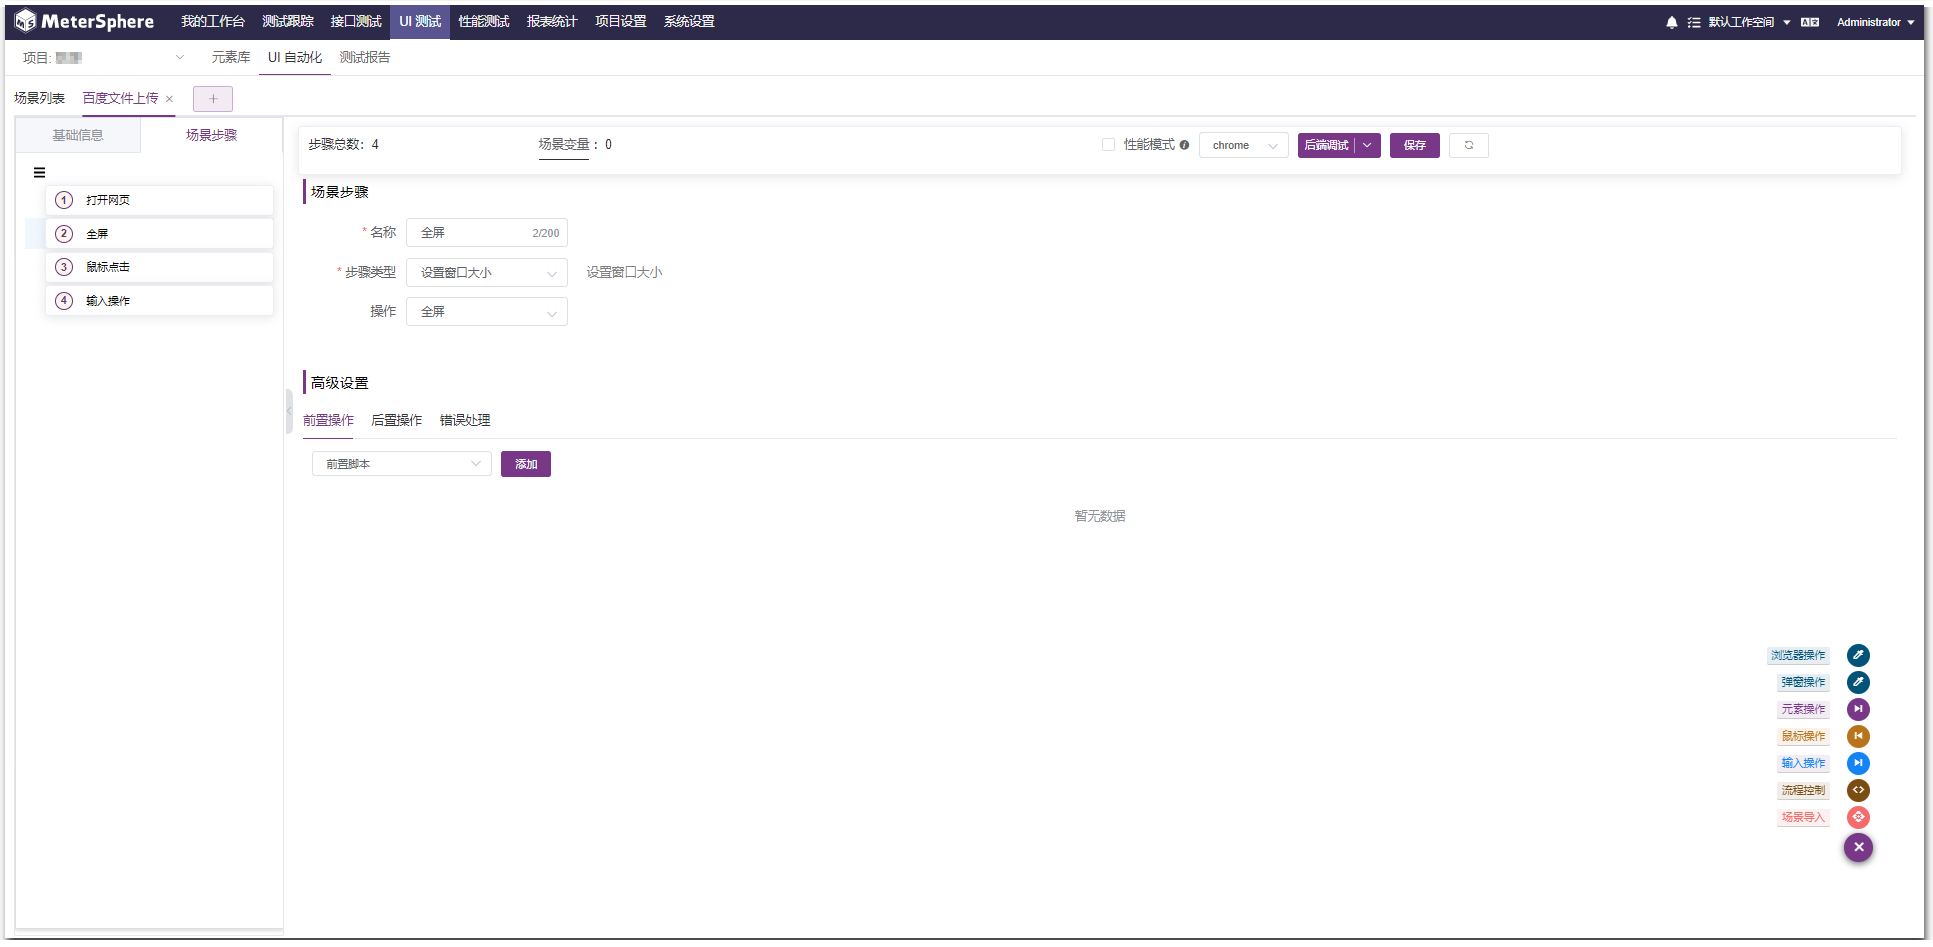 MeterSphere 我的工作台 测试跟踪 接口测试 UI 测试 性能测试 报表统计 项目设置 系统设置 默认工作空间 Administrator
项目: 元素库 UI 自动化 测试报告
场景列表 百度文件上传 × +
基础信息 场景步骤
步骤总数: 4 场景变量 : 0 性能模式 chrome 后端调试 保存
1 打开网页
2 全屏
3 鼠标点击
4 输入操作
场景步骤
* 名称 全屏 2/200
* 步骤类型 设置窗口大小 设置窗口大小
操作 全屏
高级设置
前置操作 后置操作 错误处理
前置脚本 添加
暂无数据
浏览器操作
弹窗操作
元素操作
鼠标操作
输入操作
流程控制
场景导入